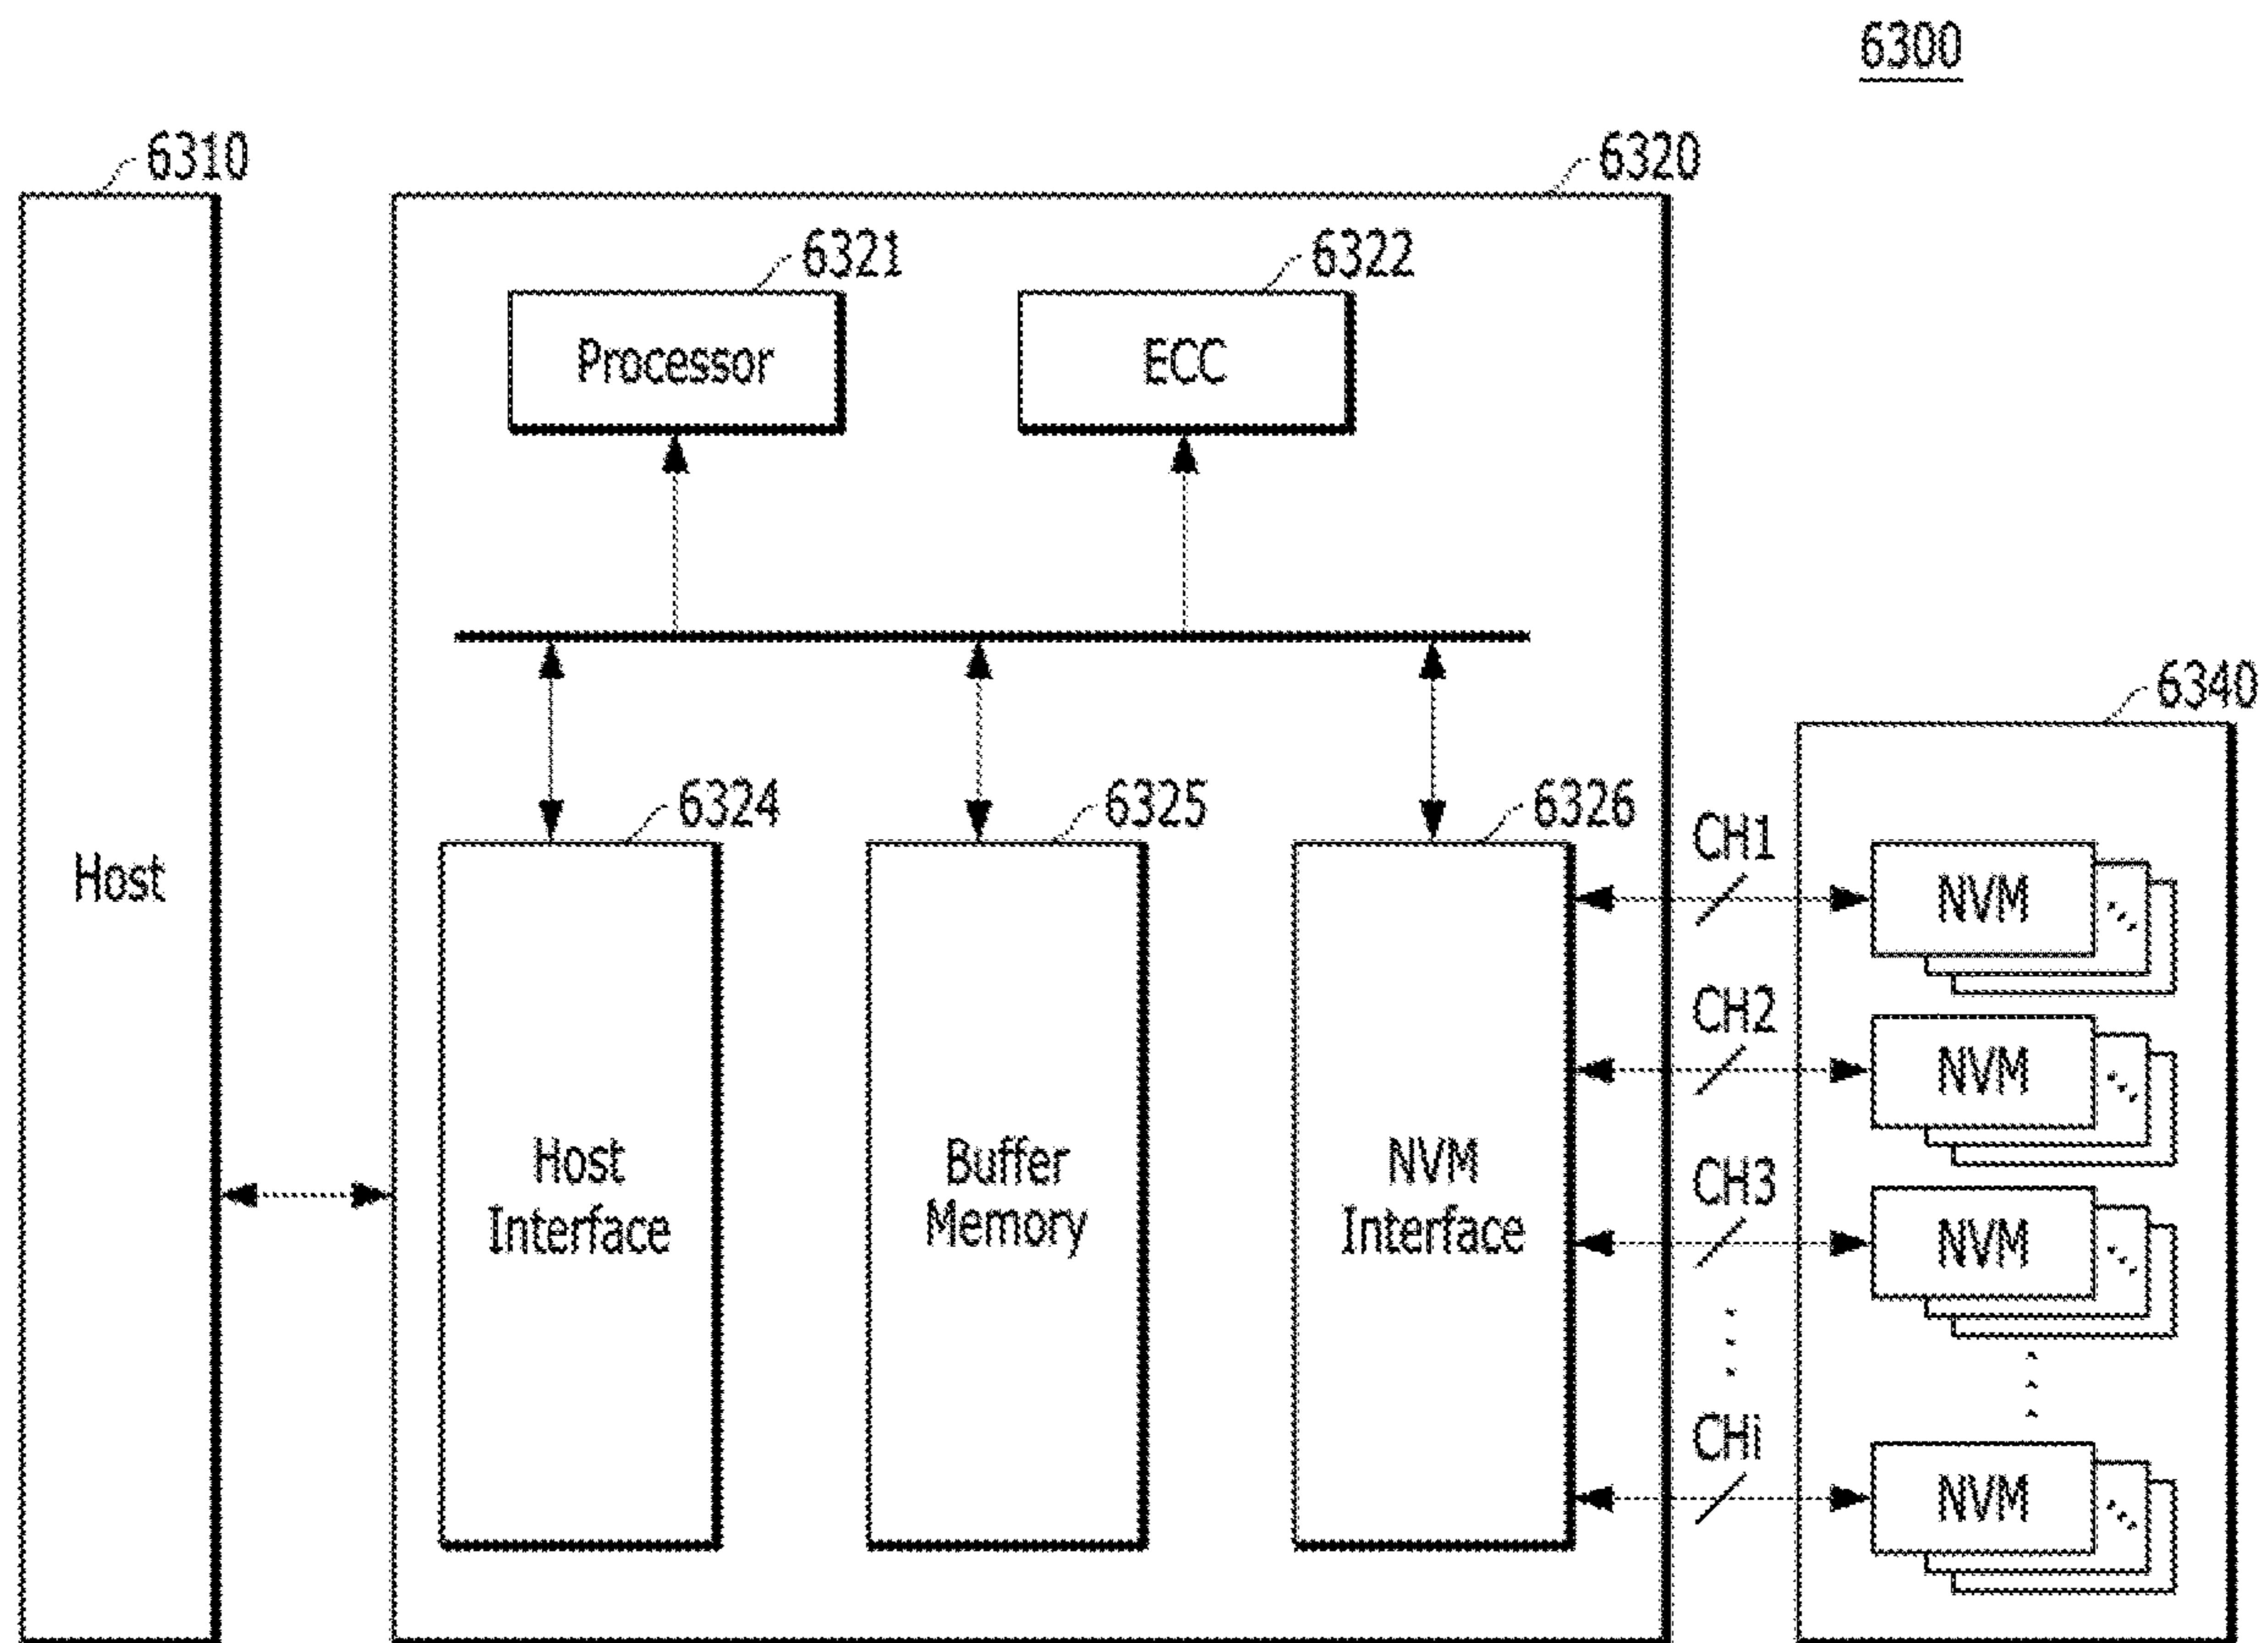 6300
6310
6320
6321
6322
Processor
ECC
6340
6324
6325
6326
CH1
Host
NVM
CH2
NVM
Host
Interface
Buffer
Memory
NVM
Interface
CH3
NVM
CHi
NVM